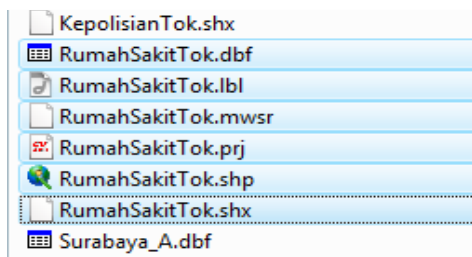 KepolisianTok.shx
RumahSakitTok.dbf
RumahSakitTok.lbl
RumahSakitTok.mwsr
RumahSakitTok.prj
RumahSakitTok.shp
RumahSakitTok.shx
Surabaya_A.dbf